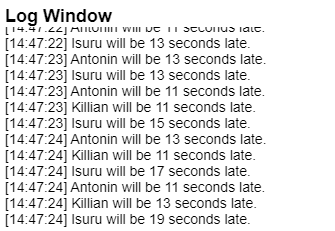 Log Window
[14:47:22] Antonin will be 11 seconds late.
[14:47:22] Isuru will be 13 seconds late.
[14:47:23] Antonin will be 13 seconds late.
[14:47:23] Isuru will be 13 seconds late.
[14:47:23] Antonin will be 11 seconds late.
[14:47:23] Killian will be 11 seconds late.
[14:47:23] Isuru will be 15 seconds late.
[14:47:24] Antonin will be 13 seconds late.
[14:47:24] Killian will be 11 seconds late.
[14:47:24] Isuru will be 17 seconds late.
[14:47:24] Antonin will be 11 seconds late.
[14:47:24] Killian will be 13 seconds late.
[14:47:24] Isuru will be 19 seconds late.